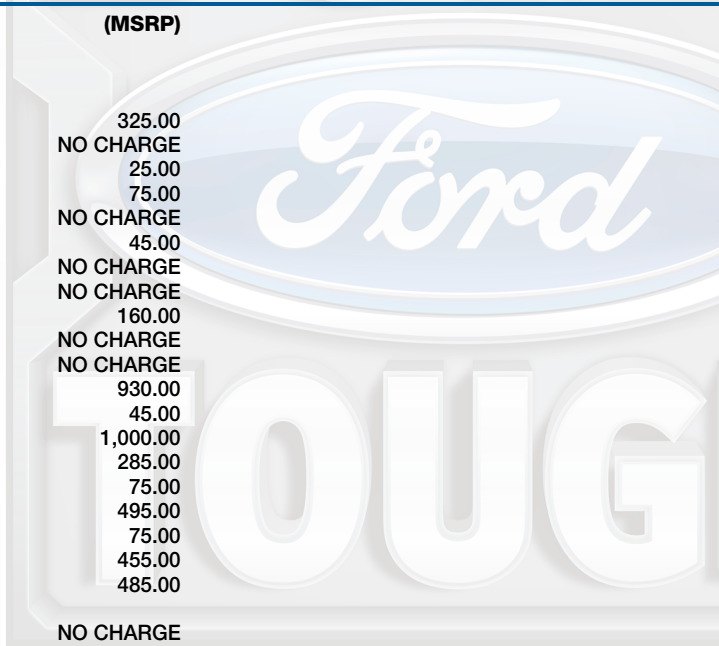 (MSRP)
325.00
NO CHARGE
25.00
75.00
NO CHARGE
45.00
NO CHARGE
NO CHARGE
160.00
NO CHARGE
NO CHARGE
930.00
45.00
1,000.00
285.00
75.00
495.00
75.00
455.00
485.00
NO CHARGE
Ford
TOUG